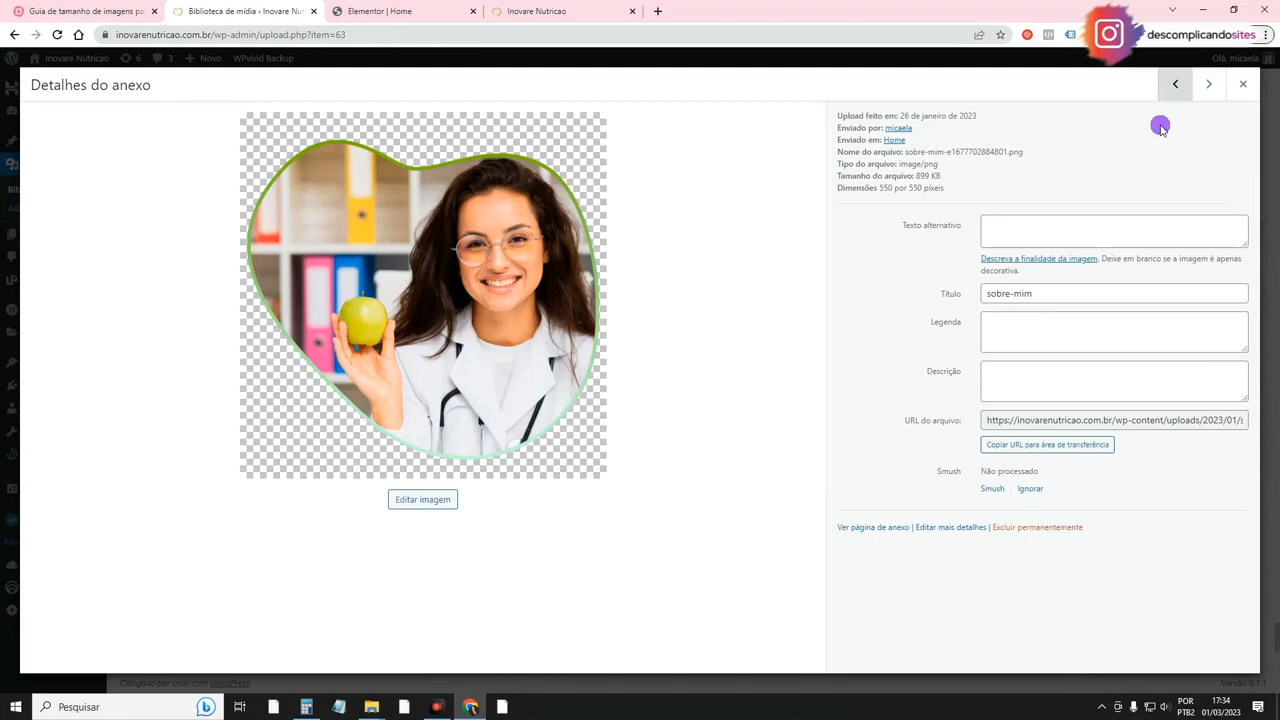 Guia de tamanho de imagens pa
Biblioteca de mídia ‹ Inovare Nutr
Elementor | Home
Inovare Nutricao
inovarenutricao.com.br/wp-admin/upload.php?item=63
descomplicandosites
Inovare Nutricao
6
3
Novo
WPvivid Backup
Olá, micaela
Detalhes do anexo
Upload feito em: 26 de janeiro de 2023
Enviado por: micaela
Enviado em: Home
Nome do arquivo: sobre-mim-e1677702884801.png
Tipo do arquivo: image/png
Tamanho do arquivo: 899 KB
Dimensões 550 por 550 píxeis
Texto alternativo
Descreva a finalidade da imagem. Deixe em branco se a imagem é apenas
decorativa.
Título
sobre-mim
Legenda
Descrição
URL do arquivo:
https://inovarenutricao.com.br/wp-content/uploads/2023/01/s
Copiar URL para área de transferência
Smush
Não processado
Smush | Ignorar
Editar imagem
Ver página de anexo | Editar mais detalhes | Excluir permanentemente
Obrigado por criar com WordPress.
Versão 6.1.1
Pesquisar
POR
PTB2
17:34
01/03/2023